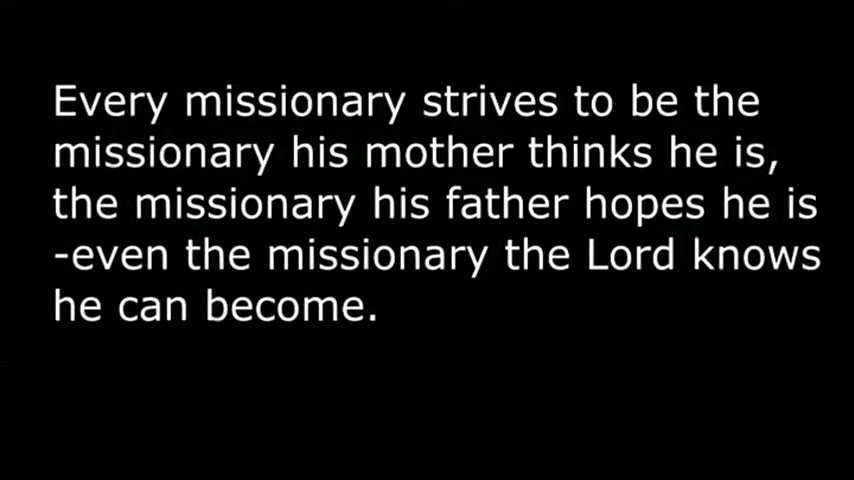 Every missionary strives to be the
missionary his mother thinks he is,
the missionary his father hopes he is
-even the missionary the Lord knows
he can become.